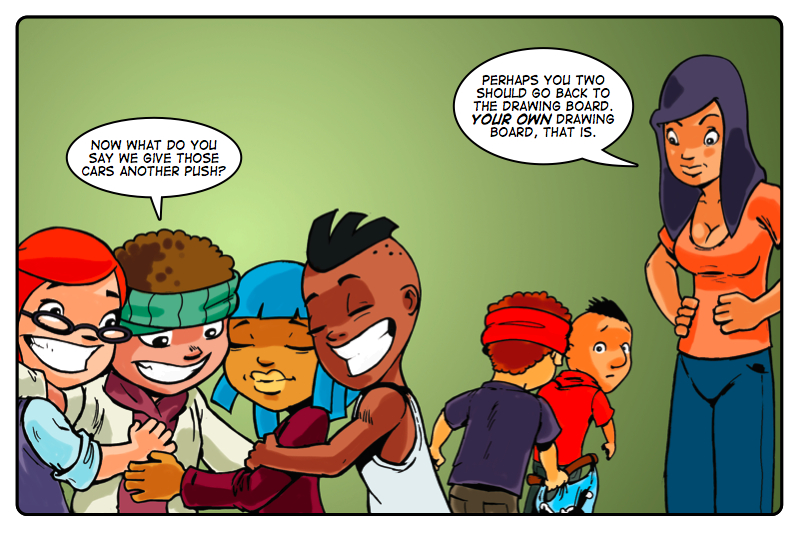 NOW WHAT DO YOU
SAY WE GIVE THOSE
CARS ANOTHER PUSH?
PERHAPS YOU TWO
SHOULD GO BACK TO
THE DRAWING BOARD.
YOUR OWN DRAWING
BOARD, THAT IS.